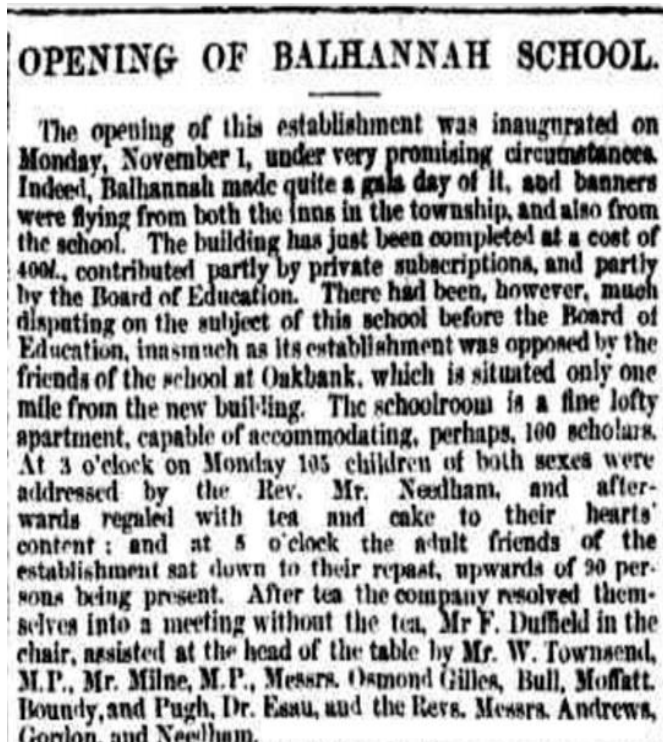 OPENING OF BALHANNAH SCHOOL.
The opening of this establishment was inaugurated on
Monday, November 1, under very promising circumstances.
Indeed, Balhannah made quite a gala day of it, and banners
were flying from both the inns in the township, and also from
the school. The building has just been completed at a cost of
400l., contributed partly by private subscriptions, and partly
by the Board of Education. There had been, however, much
disputing on the subject of this school before the Board of
Education, inasmuch as its establishment was opposed by the
friends of the school at Oakbank, which is situated only one
mile from the new building. The schoolroom is a fine lofty
apartment, capable of accommodating, perhaps, 100 scholars.
At 3 o'clock on Monday 105 children of both sexes were
addressed by the Rev. Mr. Needham, and after-
wards regaled with tea and cake to their hearts'
content; and at 5 o'clock the adult friends of the
establishment sat down to their repast, upwards of 90 per-
sons being present. After tea the company resolved them-
selves into a meeting without the tea, Mr F. Duffield in the
chair, assisted at the head of the table by Mr. W. Townsend,
M.P., Mr. Milne, M.P., Messrs. Osmond Gilles, Bull, Moffatt.
Boundy, and Pugh, Dr. Esau, and the Revs. Messrs. Andrews,
Gordon, and Needham.